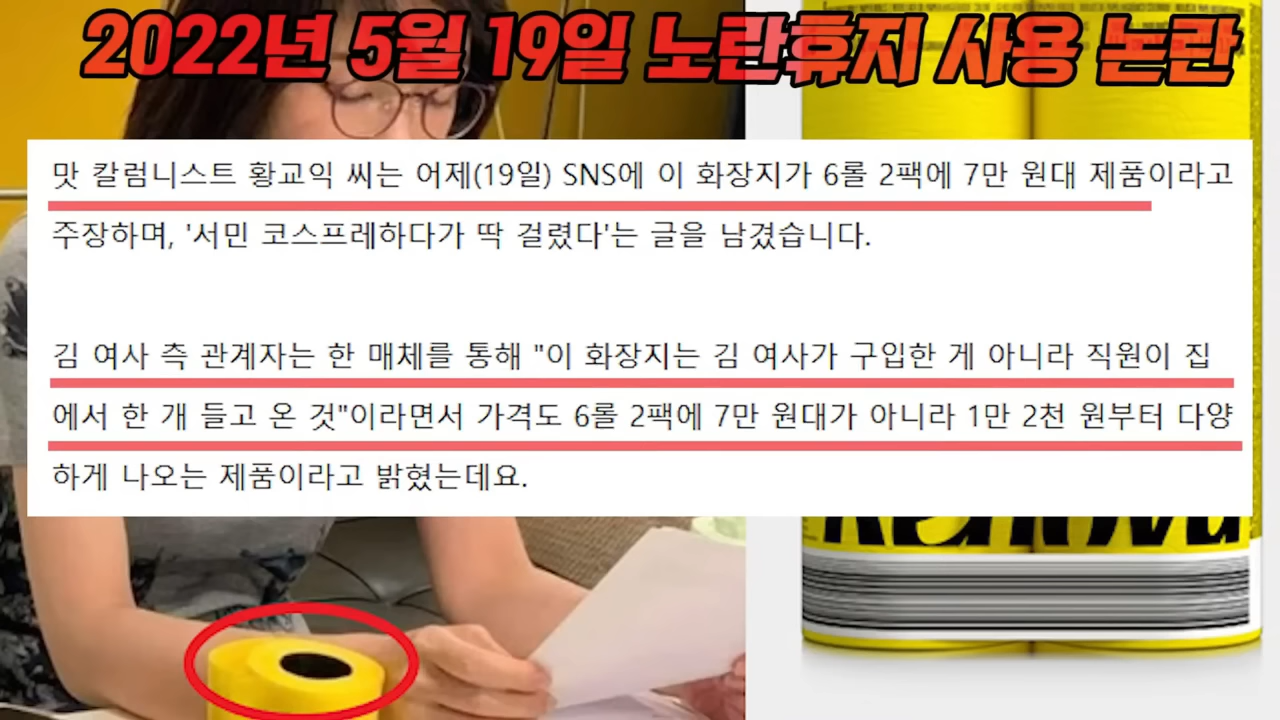 2022년 5월 19일 노란휴지 사용 논란
맛 칼럼니스트 황교익 씨는 어제(19일) SNS에 이 화장지가 6롤 2팩에 7만 원대 제품이라고
주장하며, '서민 코스프레하다가 딱 걸렸다'는 글을 남겼습니다.
김 여사 측 관계자는 한 매체를 통해 "이 화장지는 김 여사가 구입한 게 아니라 직원이 집
에서 한 개 들고 온 것"이라면서 가격도 6롤 2팩에 7만 원대가 아니라 1만 2천 원부터 다양
하게 나오는 제품이라고 밝혔는데요.
Renova